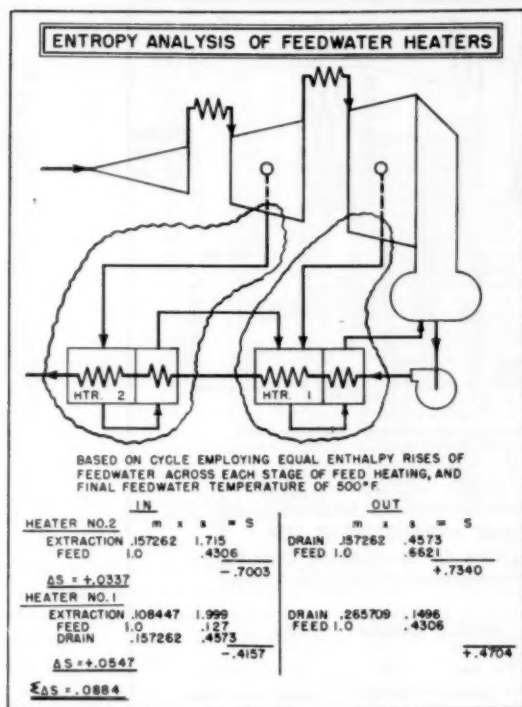 ENTROPY ANALYSIS OF FEEDWATER HEATERS
HTR. 2
HTR. 1
BASED ON CYCLE EMPLOYING EQUAL ENTHALPY RISES OF
FEEDWATER ACROSS EACH STAGE OF FEED HEATING, AND
FINAL FEEDWATER TEMPERATURE OF 500°F.
IN OUT
HEATER NO.2 m x s = S m x s = S
EXTRACTION .157262 1.715 DRAIN .157262 .4573
FEED 1.0 .4306 FEED 1.0 .6621
-.7003 +.7340
ΔS = +.0337
HEATER NO.1
EXTRACTION .108447 1.999 DRAIN .265709 .1496
FEED 1.0 .127 FEED 1.0 .4306
DRAIN .157262 .4573
-.4157 +.4704
ΔS = +.0547
ΣΔS = .0884